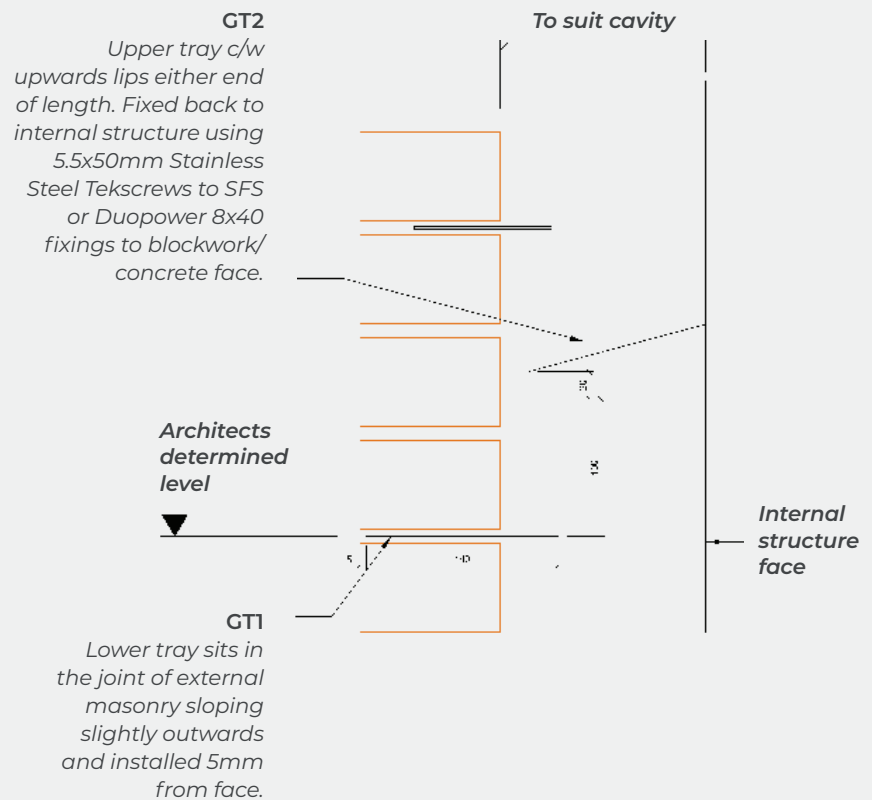 GT2
Upper tray c/w
upwards lips either end
of length. Fixed back to
internal structure using
5.5x50mm Stainless
Steel Tekscrews to SFS
or Duopower 8x40
fixings to blockwork/
concrete face.
To suit cavity
Architects
determined
level
5
Internal
structure
face
GT1
Lower tray sits in
the joint of external
masonry sloping
slightly outwards
and installed 5mm
from face.